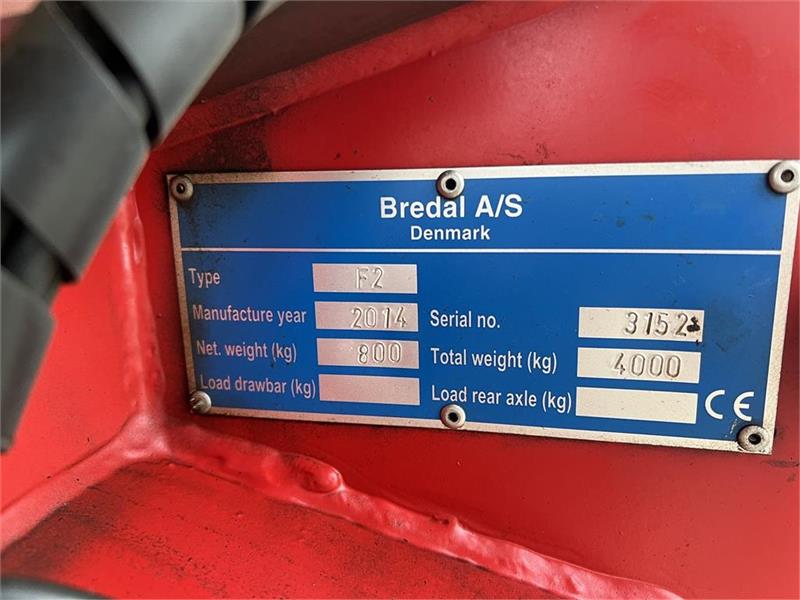 Bredal A/S
Denmark
Type F2
Manufacture year 2014 Serial no. 3152
Net. weight (kg) 800 Total weight (kg) 4000
Load drawbar (kg) Load rear axle (kg) CE